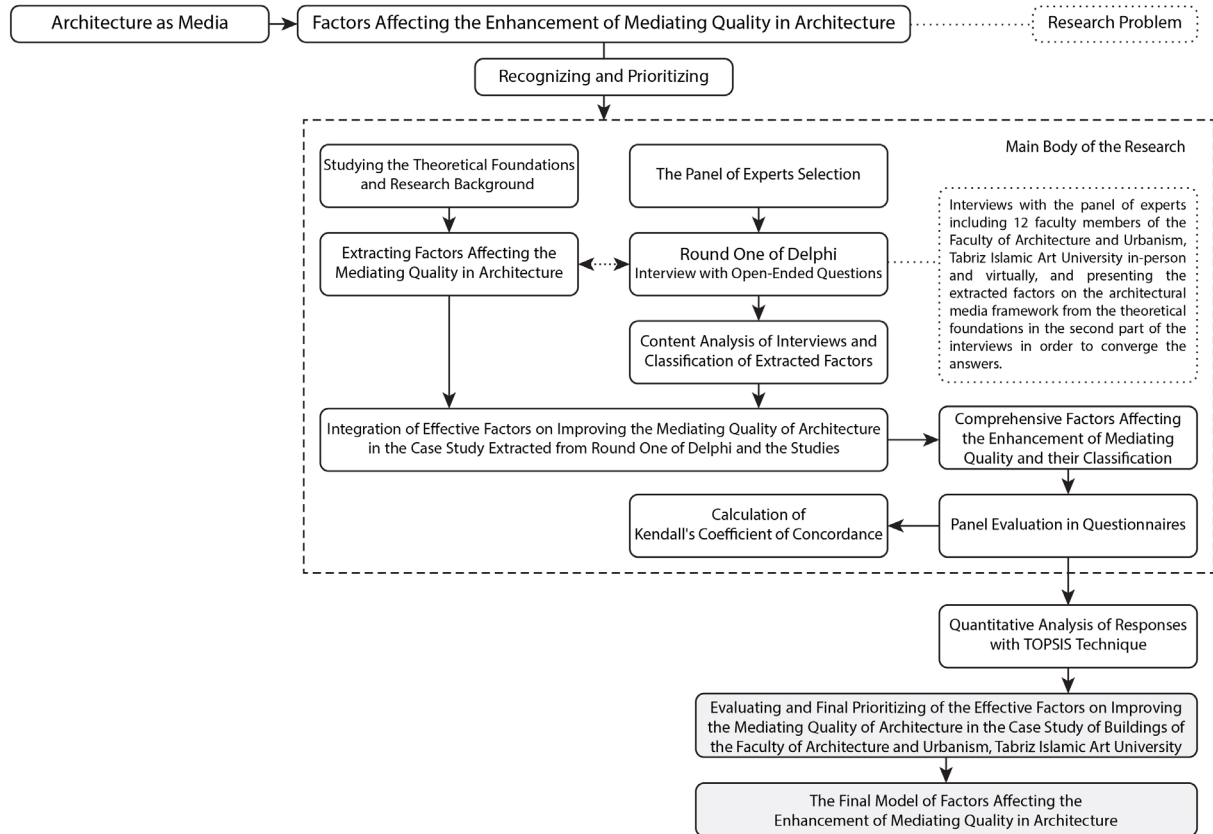 Architecture as Media
Factors Affecting the Enhancement of Mediating Quality in Architecture
Research Problem
Recognizing and Prioritizing
Main Body of the Research
Studying the Theoretical Foundations
and Research Background
The Panel of Experts Selection
Extracting Factors Affecting the
Mediating Quality in Architecture
Round One of Delphi
Interview with Open-Ended Questions
Interviews with the panel of experts
including 12 faculty members of the
Faculty of Architecture and Urbanism,
Tabriz Islamic Art University in-person
and virtually, and presenting the
extracted factors on the architectural
media framework from the theoretical
foundations in the second part of the
interviews in order to converge the
answers.
Content Analysis of Interviews and
Classification of Extracted Factors
Integration of Effective Factors on Improving the Mediating Quality of Architecture
in the Case Study Extracted from Round One of Delphi and the Studies
Comprehensive Factors Affecting
the Enhancement of Mediating
Quality and their Classification
Calculation of
Kendall's Coefficient of Concordance
Panel Evaluation in Questionnaires
Quantitative Analysis of Responses
with TOPSIS Technique
Evaluating and Final Prioritizing of the Effective Factors on Improving
the Mediating Quality of Architecture in the Case Study of Buildings of
the Faculty of Architecture and Urbanism, Tabriz Islamic Art University
The Final Model of Factors Affecting the
Enhancement of Mediating Quality in Architecture